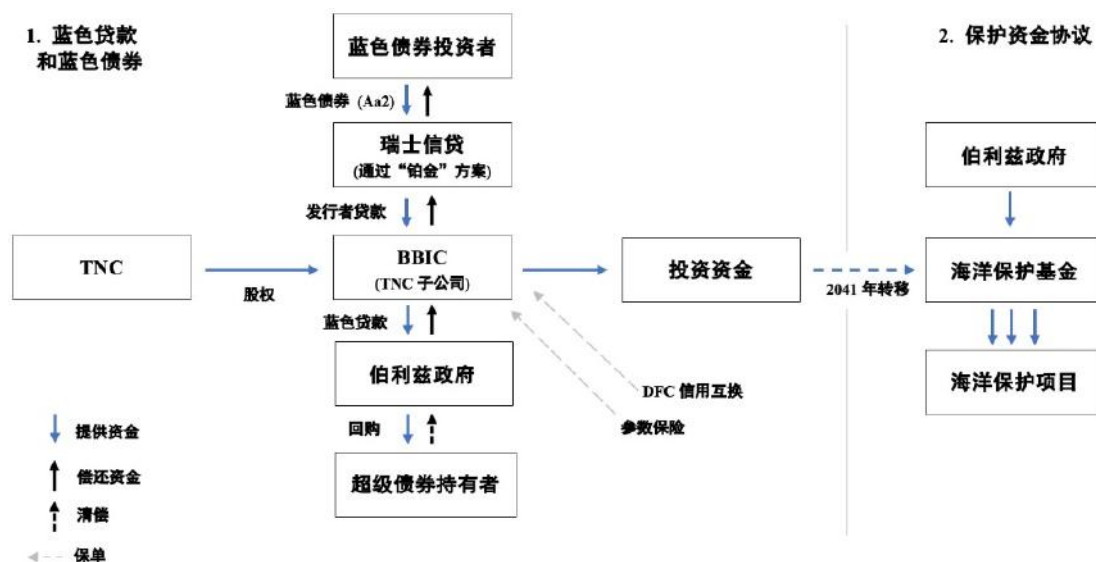 1. 蓝色贷款
和蓝色债券
蓝色债券投资者
2. 保护资金协议
蓝色债券 (Aa2)
瑞士信贷
(通过“铂金”方案)
伯利兹政府
发行者贷款
TNC
股权
BBIC
(TNC 子公司)
投资资金
2041 年转移
海洋保护基金
蓝色贷款
伯利兹政府
海洋保护项目
DFC 信用互换
参数保险
回购
超级债券持有者
提供资金
偿还资金
清偿
保单